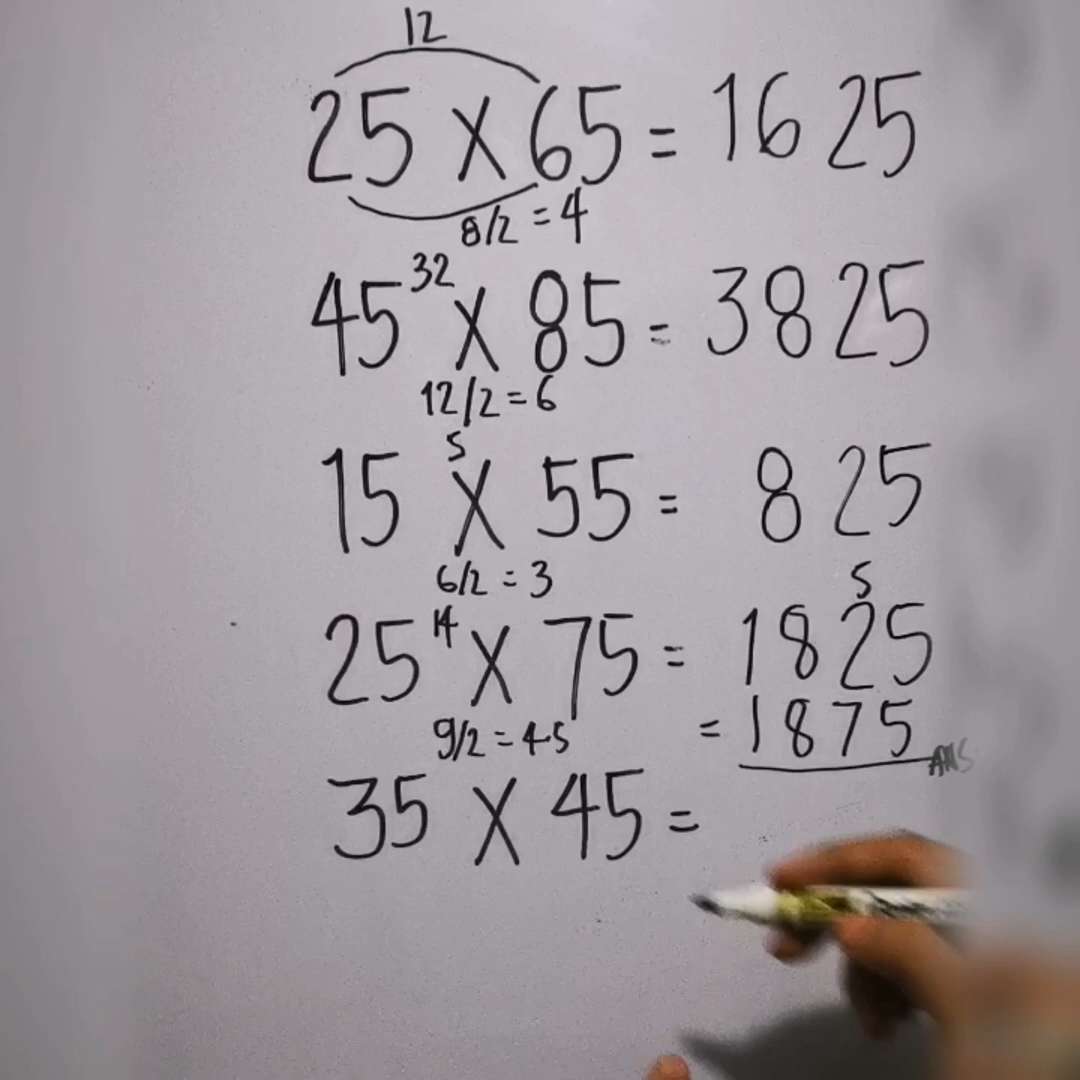 12
25 X 65 = 1625
8/2 = 4
32
45 X 85 = 3825
12/2 = 6
5
15 X 55 = 825
6/2 = 3
5
14
25 X 75 = 1825
= 1875 ANS
9/2 = 4.5
35 X 45 =